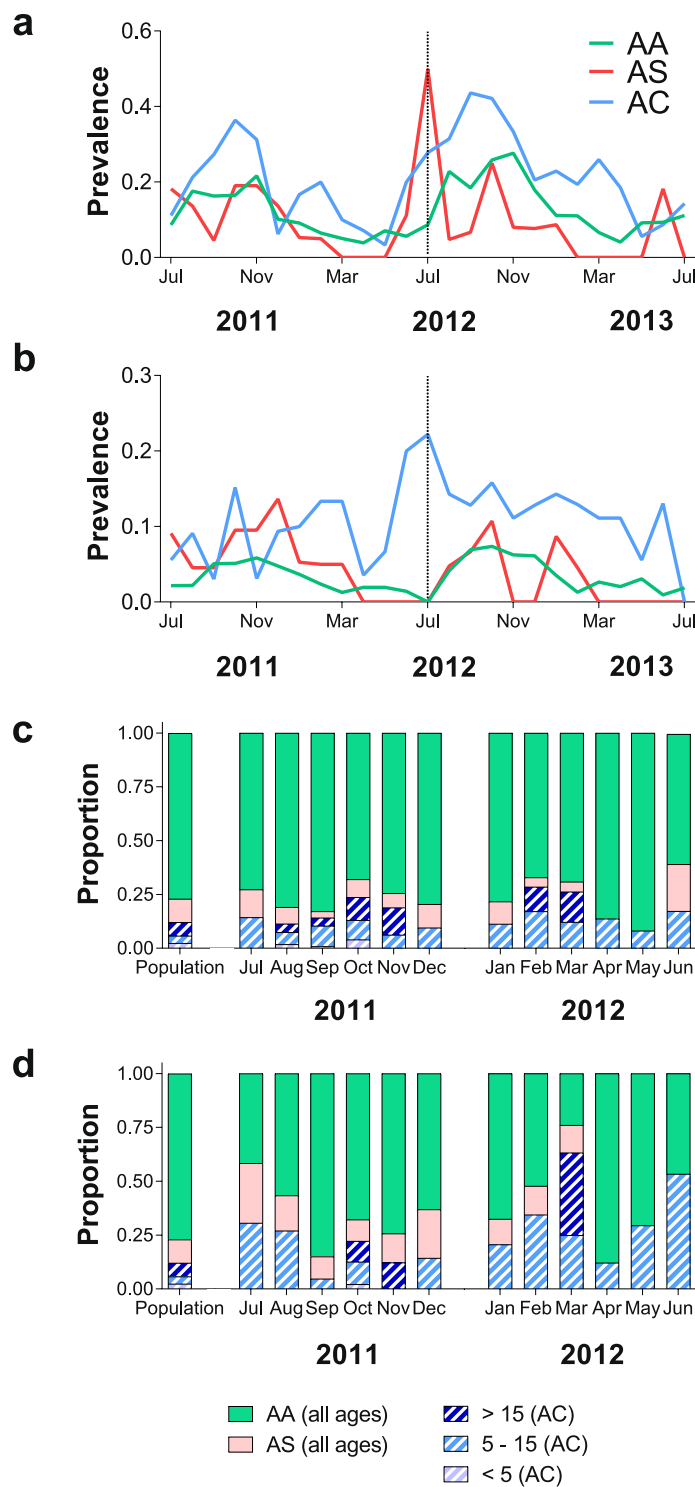 a
Prevalence
0.6
0.4
0.2
0.0
AA
AS
AC
Jul Nov Mar Jul Nov Mar Jul
2011 2012 2013
b
Prevalence
0.3
0.2
0.1
0.0
Jul Nov Mar Jul Nov Mar Jul
2011 2012 2013
c
Proportion
1.00
0.75
0.50
0.25
0.00
Population Jul Aug Sep Oct Nov Dec Jan Feb Mar Apr May Jun
2011 2012
d
Proportion
1.00
0.75
0.50
0.25
0.00
Population Jul Aug Sep Oct Nov Dec Jan Feb Mar Apr May Jun
2011 2012
AA (all ages)
AS (all ages)
> 15 (AC)
5 - 15 (AC)
< 5 (AC)